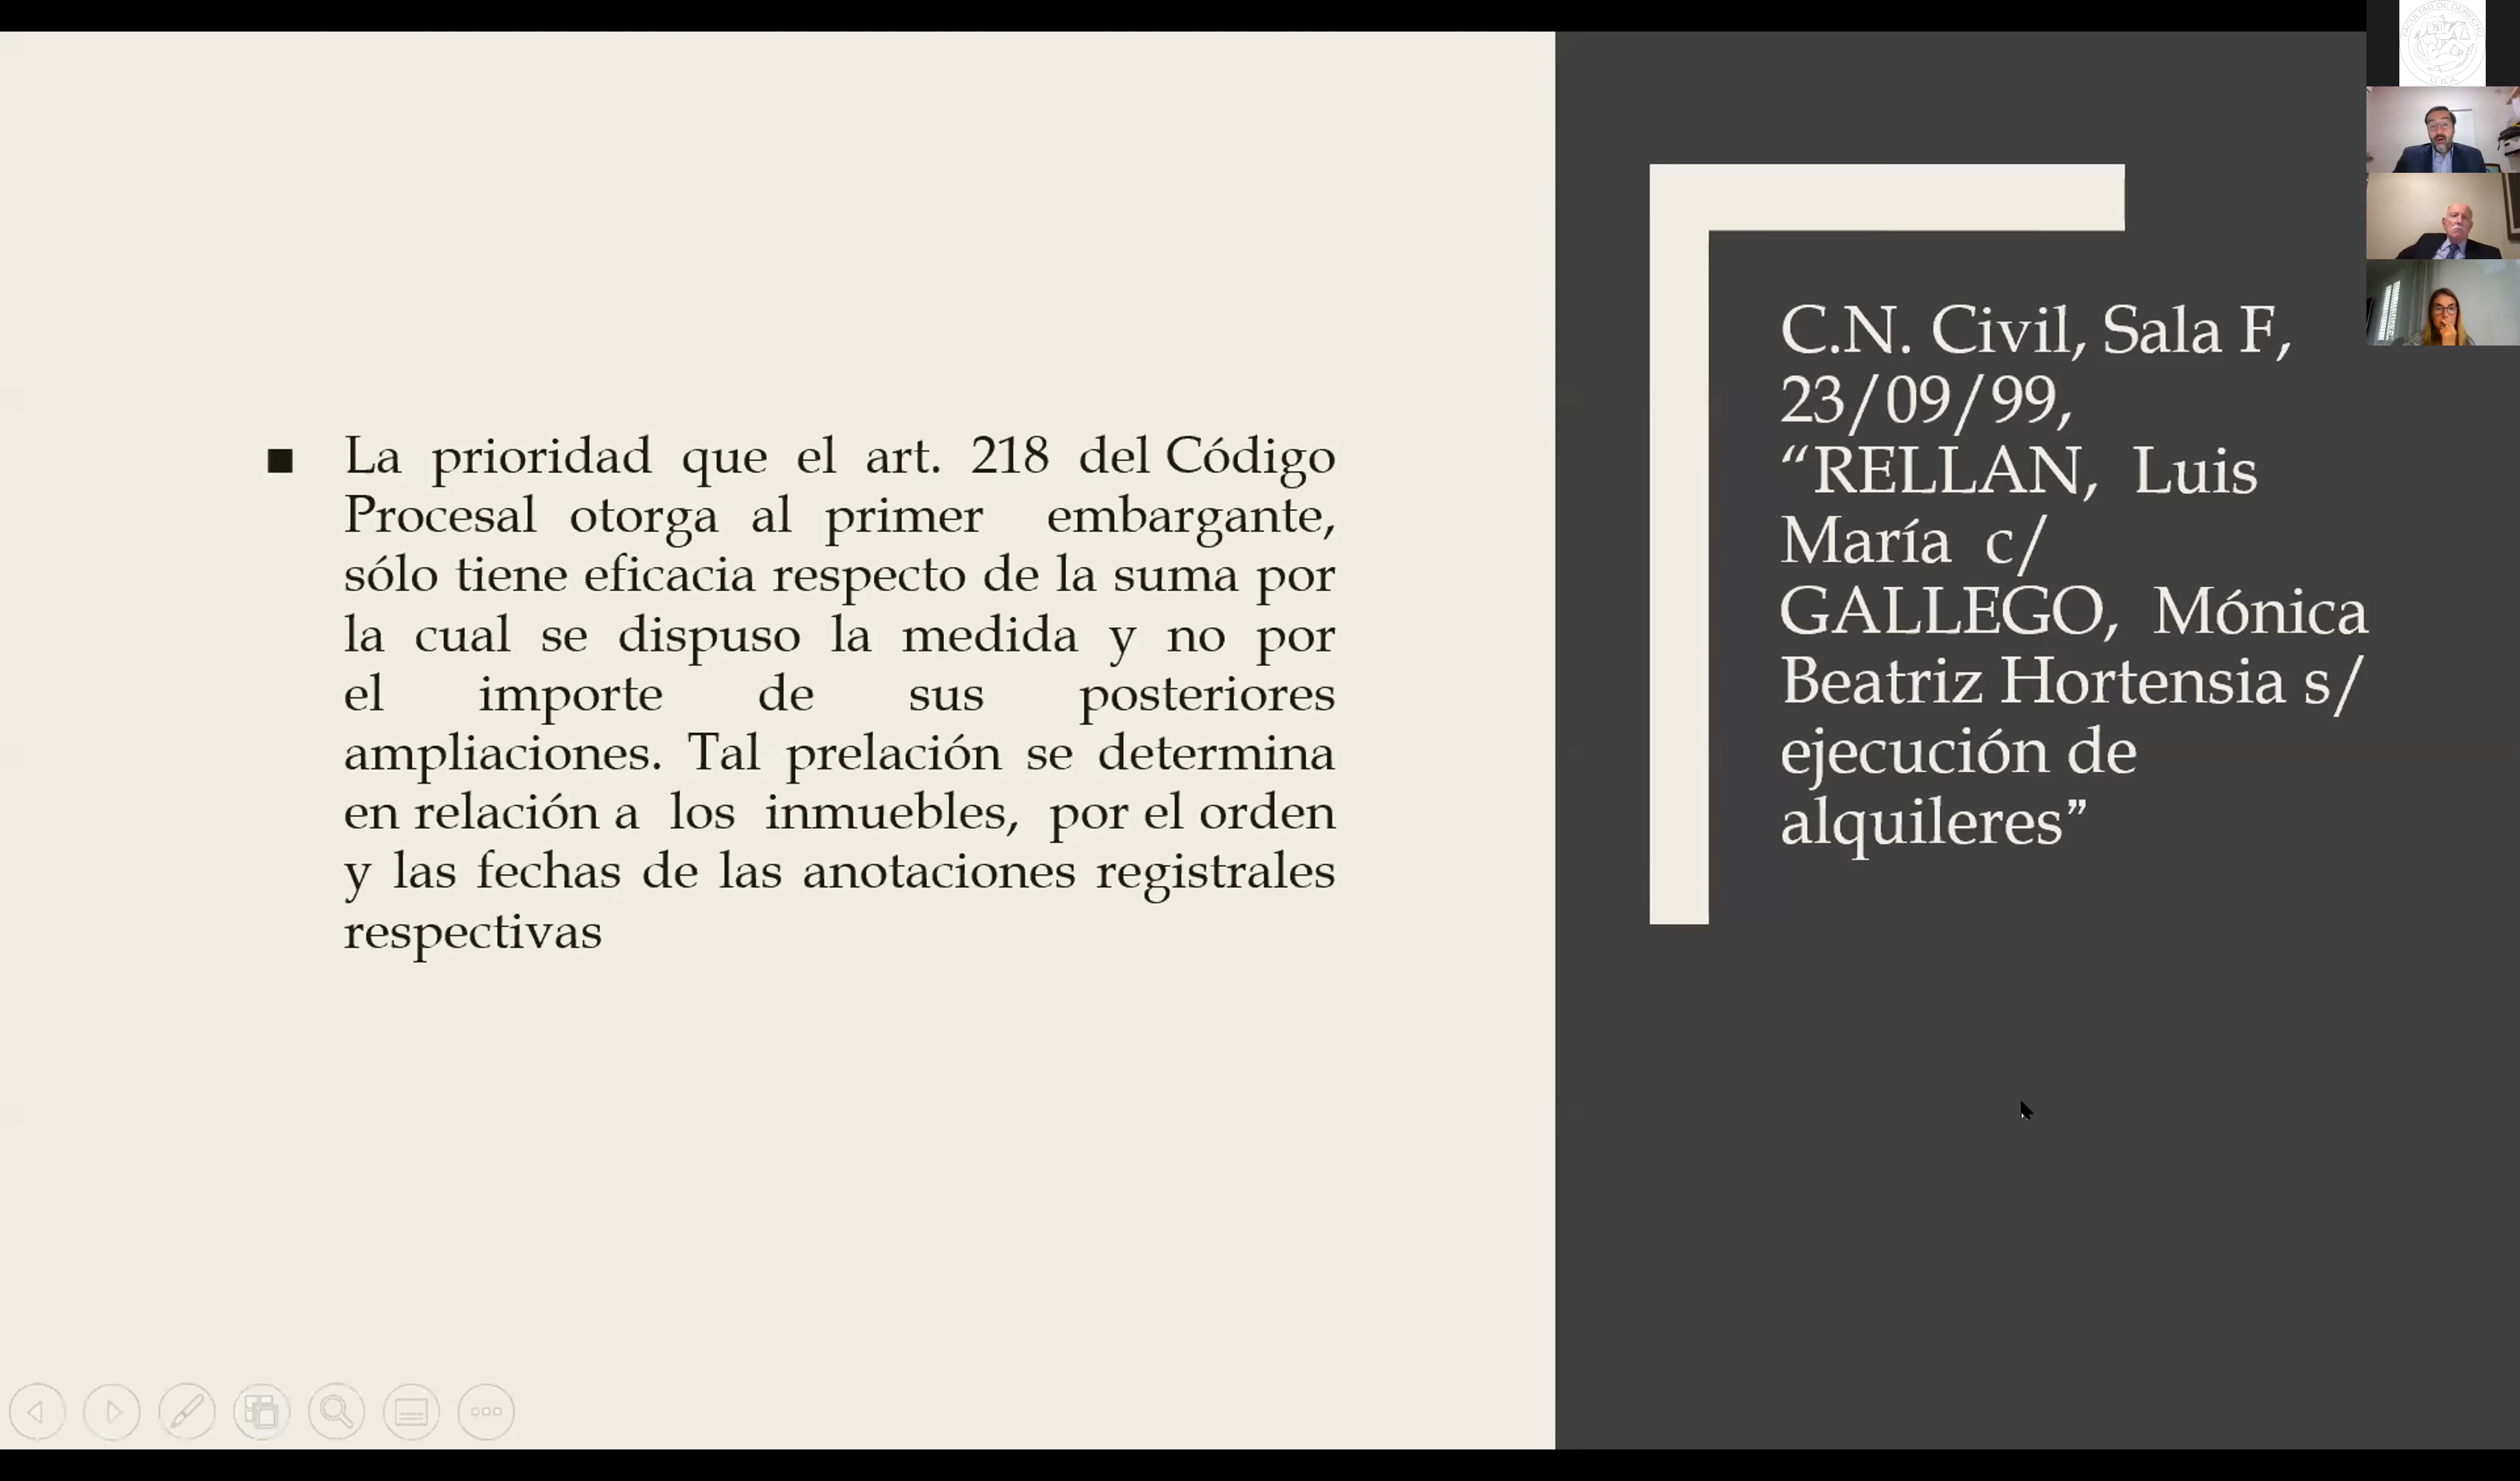 La prioridad que el art. 218 del Código
Procesal otorga al primer embargante,
sólo tiene eficacia respecto de la suma por
la cual se dispuso la medida y no por
el importe de sus posteriores
ampliaciones. Tal prelación se determina
en relación a los inmuebles, por el orden
y las fechas de las anotaciones registrales
respectivas
C.N. Civil, Sala F,
23/09/99,
“RELLAN, Luis
María c/
GALLEGO, Mónica
Beatriz Hortensia s/
ejecución de
alquileres”
FACULTAD DE DERECHO